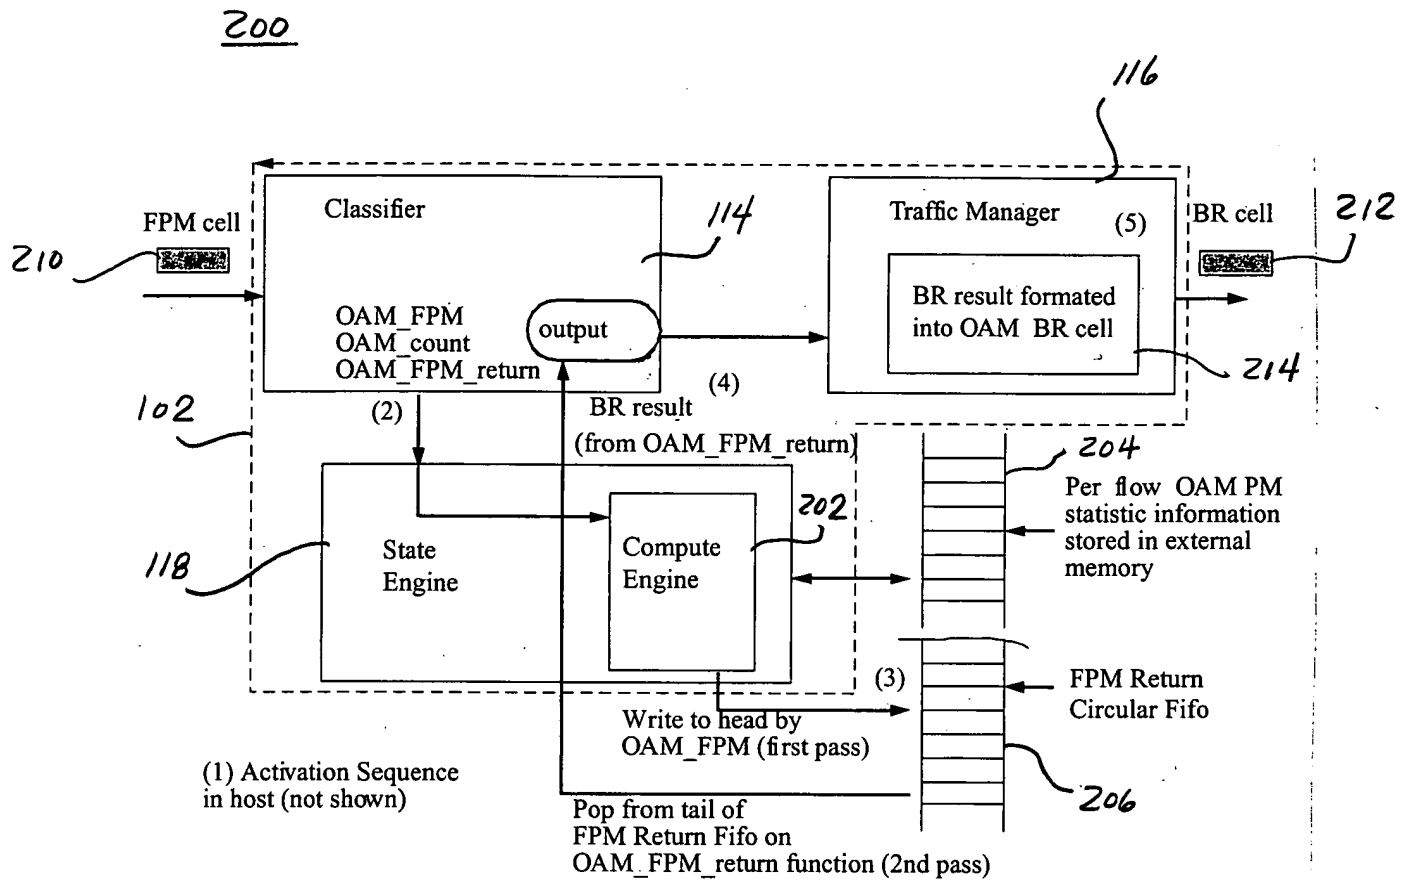 200
116
Classifier
114
FPM cell
210
Traffic Manager
(5)
BR cell
212
OAM_FPM
OAM_count
OAM_FPM_return
output
BR result formated
into OAM BR cell
214
(2)
(4)
102
BR result
(from OAM_FPM_return)
204
Per flow OAM PM
statistic information
stored in external
memory
118
State
Engine
202
Compute
Engine
(3)
FPM Return
Circular Fifo
Write to head by
OAM_FPM (first pass)
206
(1) Activation Sequence
in host (not shown)
Pop from tail of
FPM Return Fifo on
OAM_FPM_return function (2nd pass)